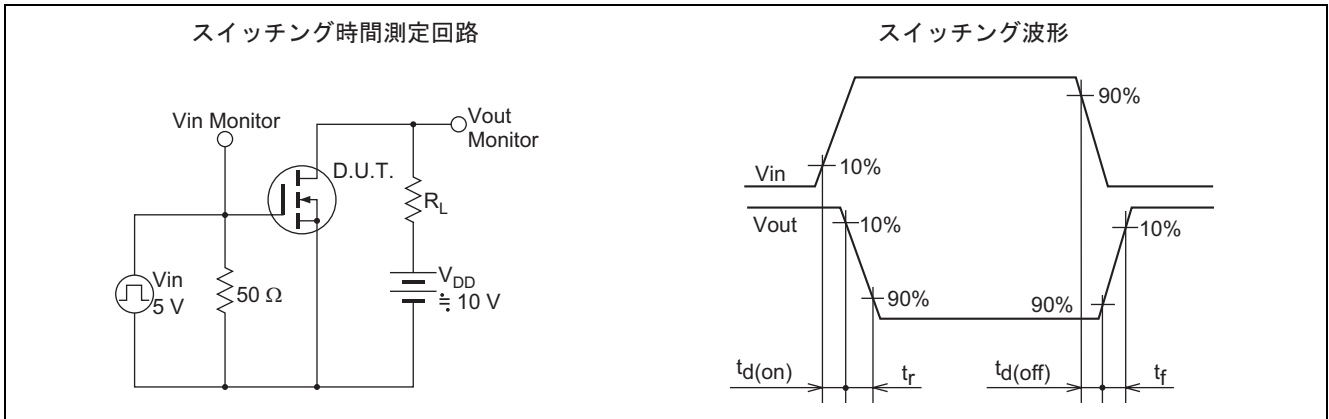 スイッチング時間測定回路
Vin Monitor
Vout
Monitor
D.U.T.
RL
Vin
5 V
50 Ω
VDD
≒ 10 V
スイッチング波形
Vin
10%
90%
Vout
10%
90%
90%
10%
td(on)
tr
td(off)
tf